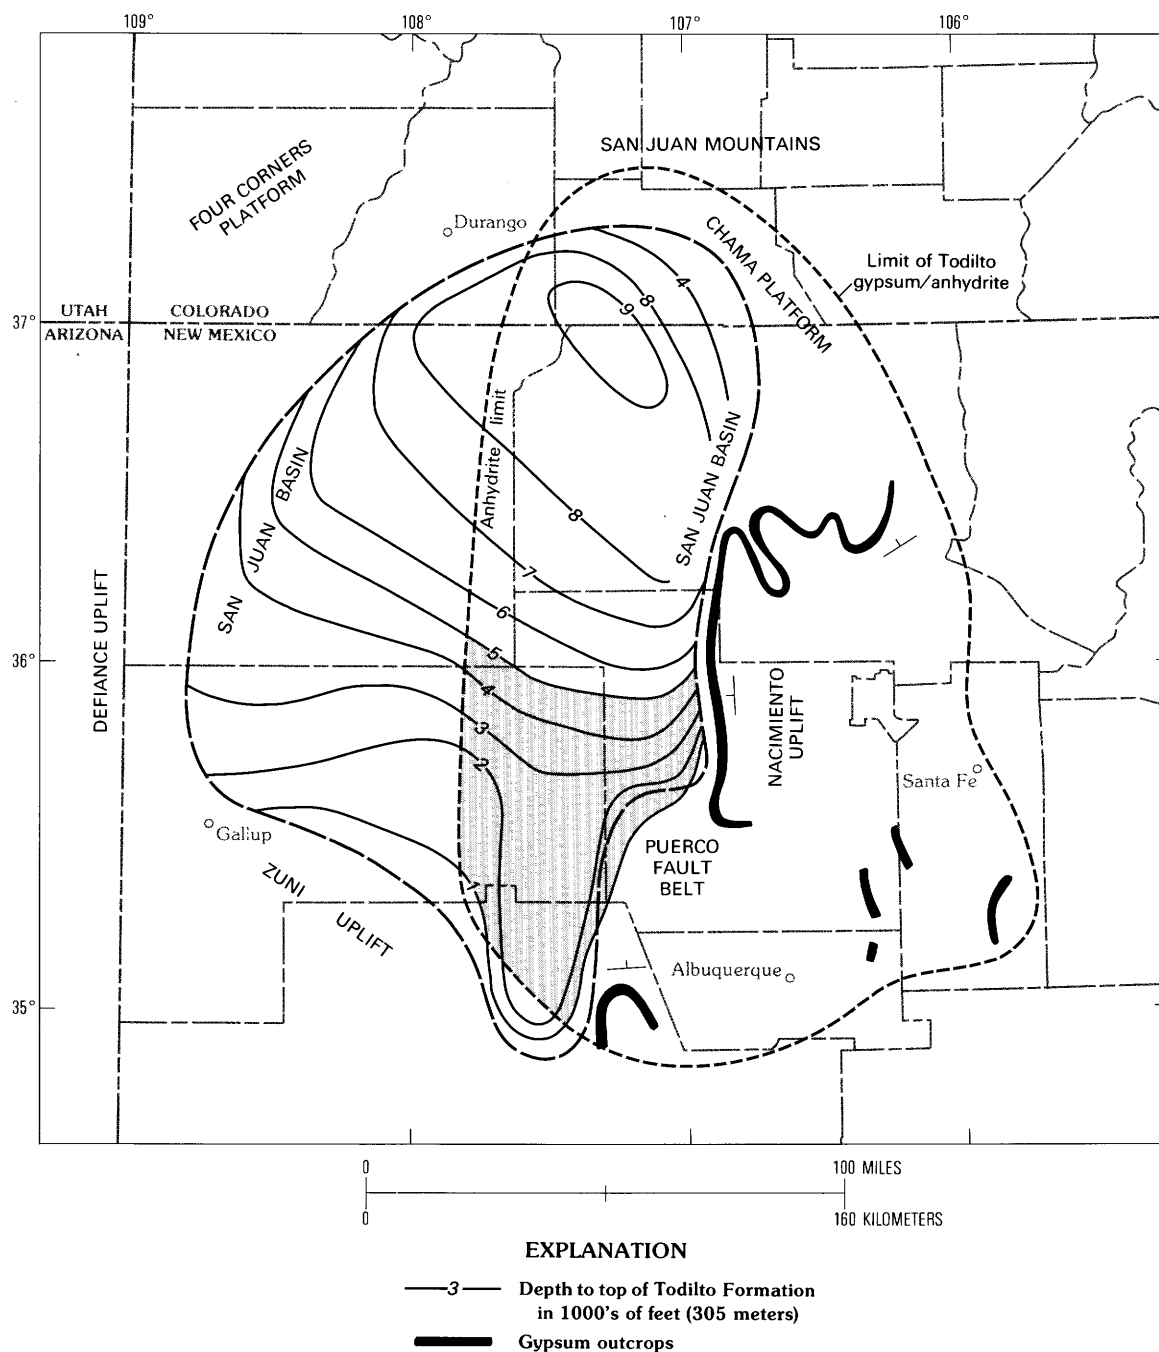 109°
108°
107°
106°
SAN JUAN MOUNTAINS
FOUR CORNERS
PLATFORM
Durango
CHAMA PLATFORM
Limit of Todilto
gypsum/anhydrite
4
8
9
UTAH
COLORADO
37°
ARIZONA
NEW MEXICO
Anhydrite limit
SAN JUAN BASIN
SAN JUAN BASIN
8
7
6
5
36°
DEFIANCE UPLIFT
4
3
2
NACIMIENTO
UPLIFT
Santa Fe
Gallup
PUERCO
FAULT
BELT
ZUNI
UPLIFT
1
Albuquerque
35°
0
100 MILES
0
160 KILOMETERS
EXPLANATION
3
Depth to top of Todilto Formation
in 1000's of feet (305 meters)
Gypsum outcrops